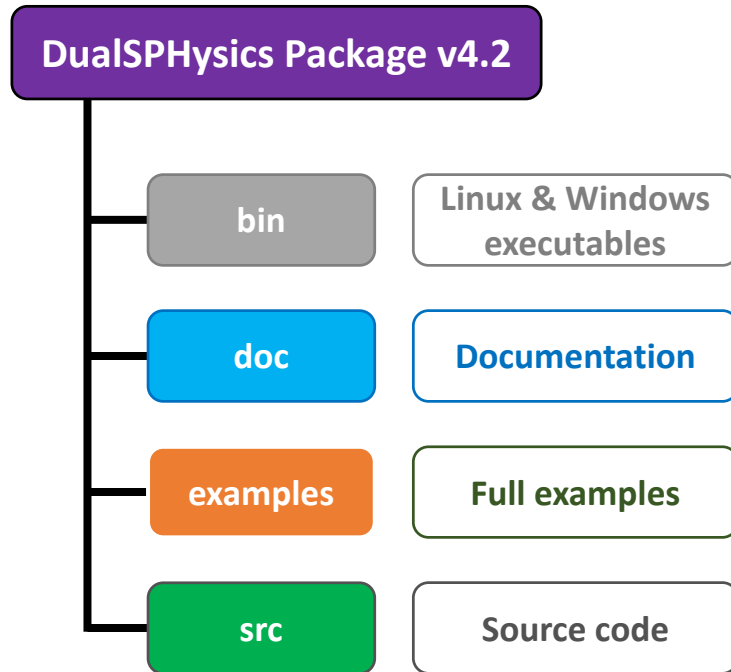 DualSPHysics Package v4.2
bin
Linux & Windows
executables
doc
Documentation
examples
Full examples
src
Source code